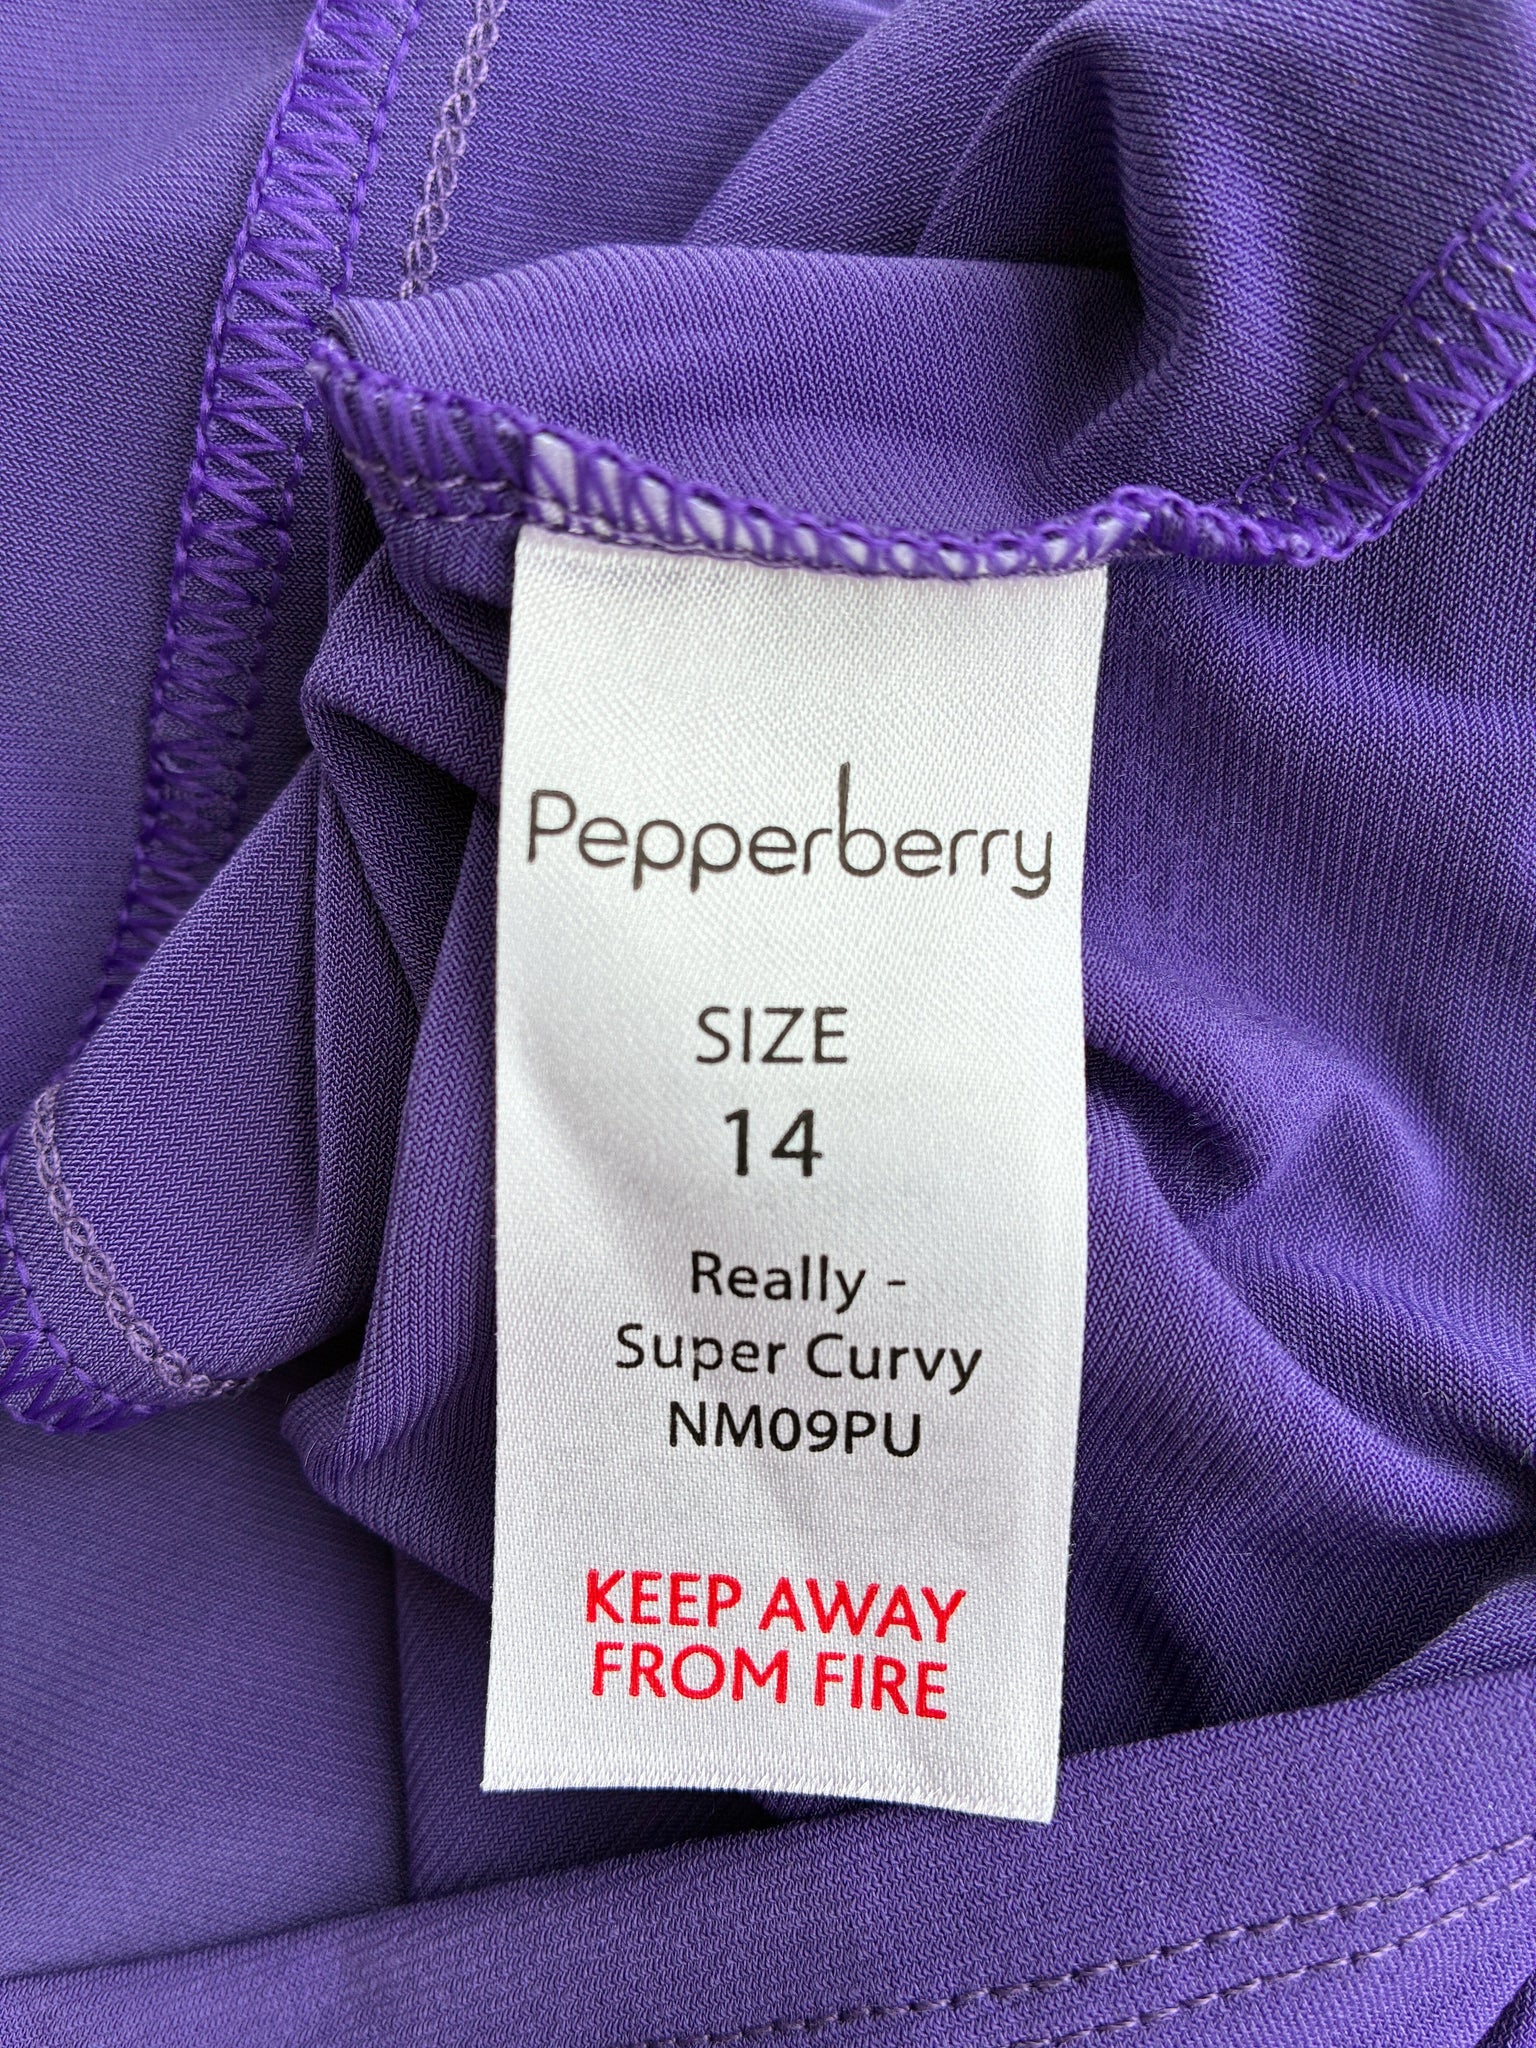 Pepperberry
SIZE
14
Really -
Super Curvy
NM09PU
KEEP AWAY
FROM FIRE